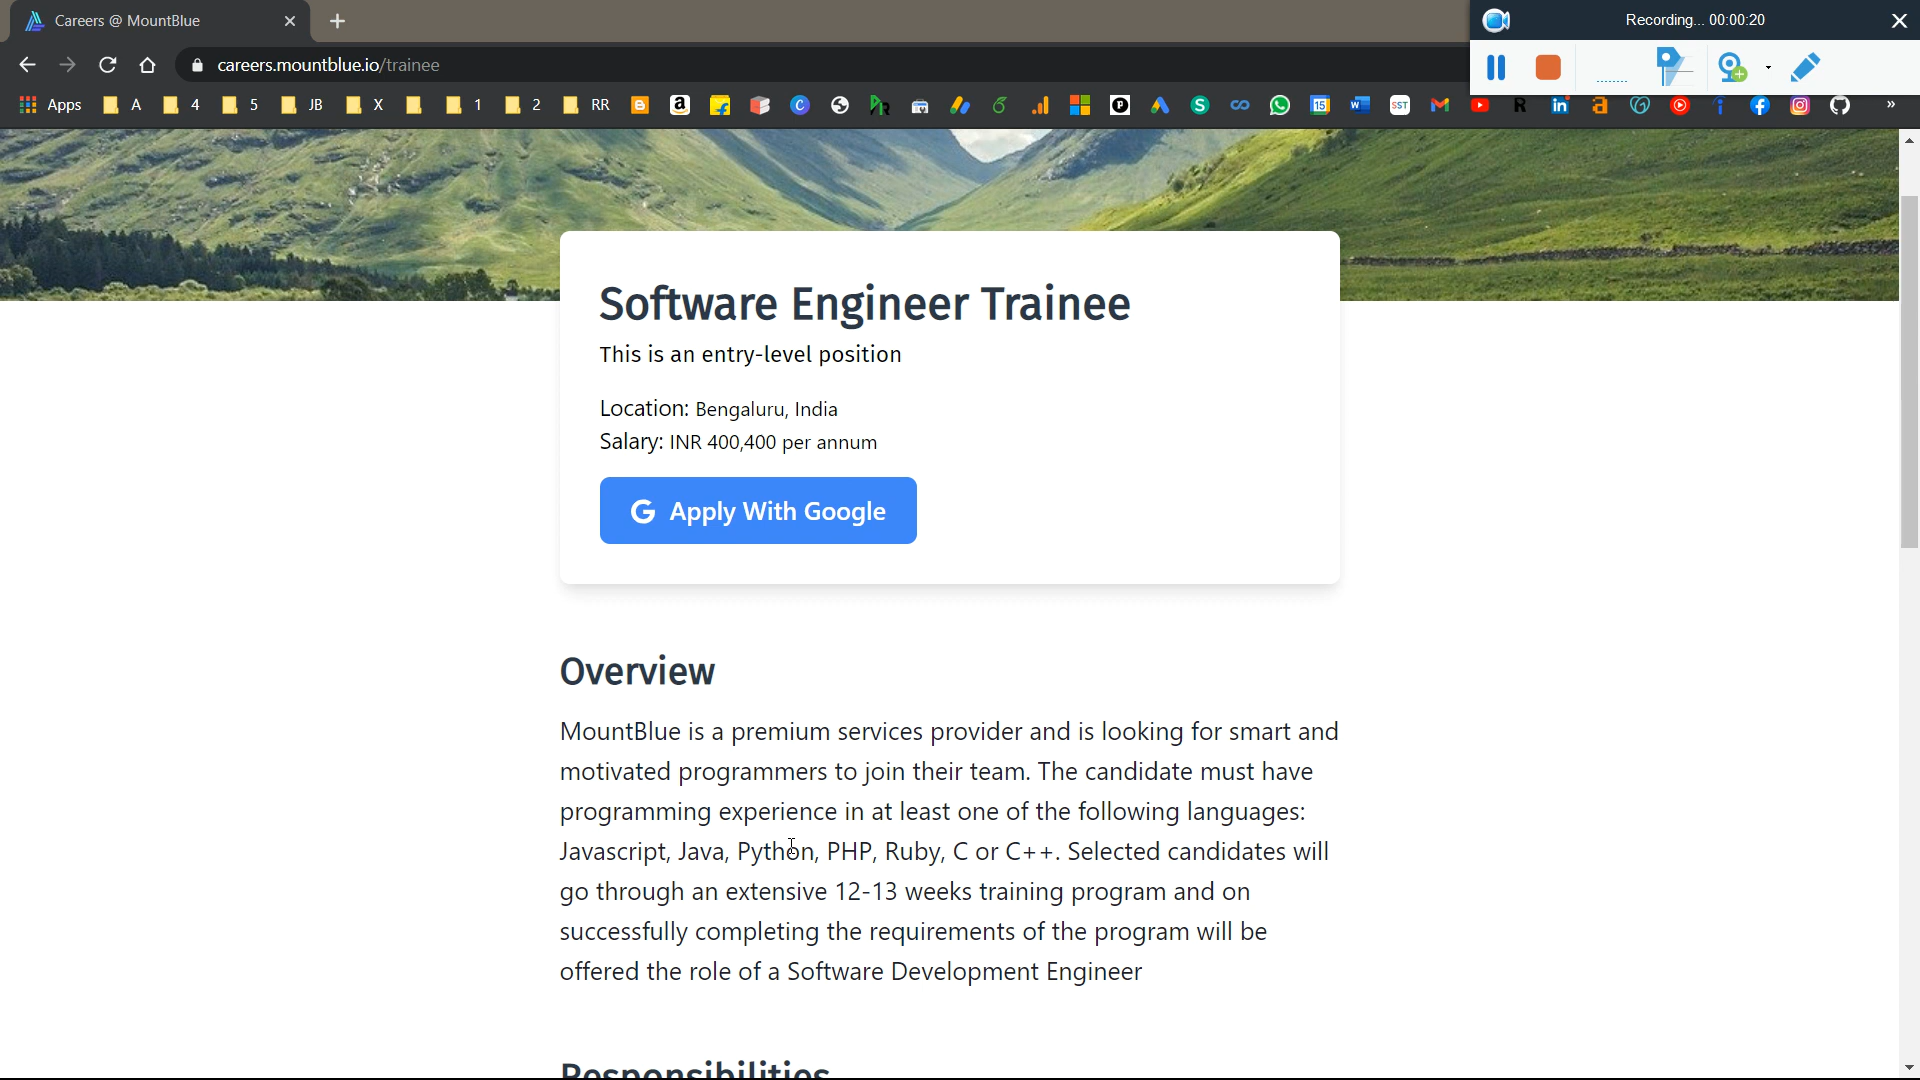 Careers @ MountBlue
Recording... 00:00:20
careers.mountblue.io/trainee
Apps A 4 5 JB X 1 2 RR
Software Engineer Trainee
This is an entry-level position
Location: Bengaluru, India
Salary: INR 400,400 per annum
G Apply With Google
Overview
MountBlue is a premium services provider and is looking for smart and
motivated programmers to join their team. The candidate must have
programming experience in at least one of the following languages:
Javascript, Java, Python, PHP, Ruby, C or C++. Selected candidates will
go through an extensive 12-13 weeks training program and on
successfully completing the requirements of the program will be
offered the role of a Software Development Engineer
Responsibilities